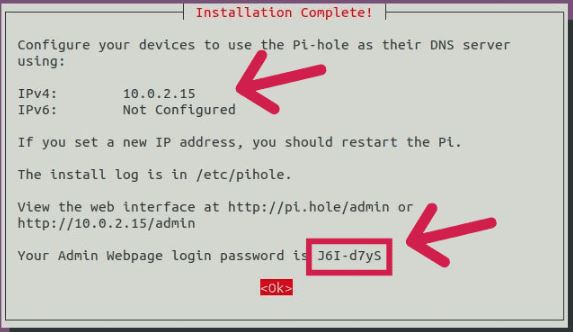 Installation Complete!
Configure your devices to use the Pi-hole as their DNS server
using:
IPv4: 10.0.2.15
IPv6: Not Configured
If you set a new IP address, you should restart the Pi.
The install log is in /etc/pihole.
View the web interface at http://pi.hole/admin or
http://10.0.2.15/admin
Your Admin Webpage login password is J6I-d7yS
<Ok>